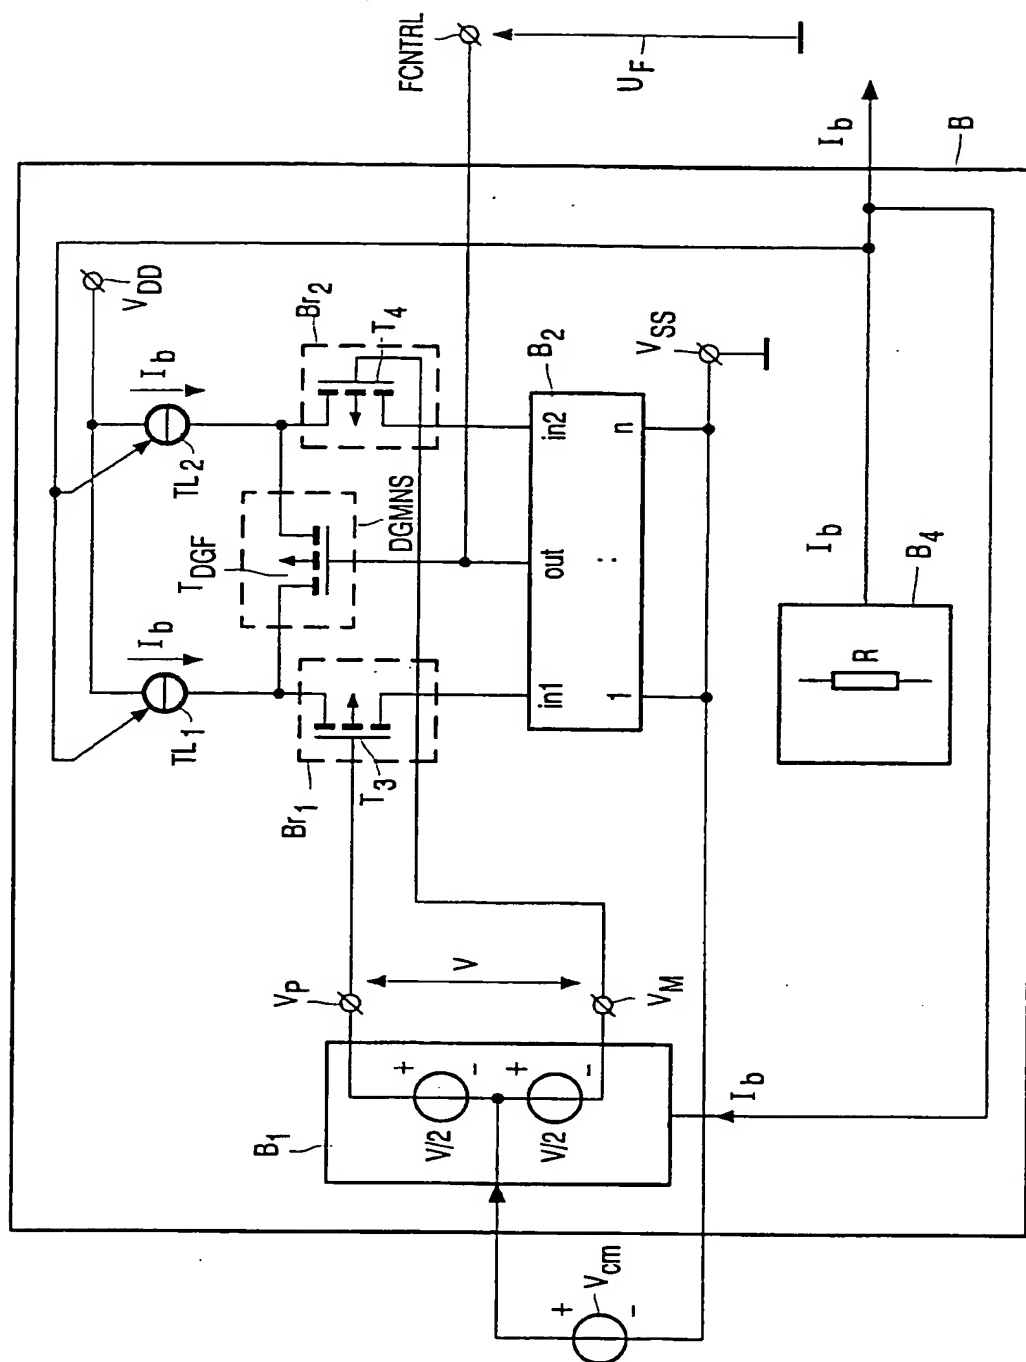 FCNTRL
U_F
I_b
B
V_DD
I_b
TL_2
I_b
TL_1
Br_2
T_4
T_DGF
DGMNS
Br_1
T_3
B_2
in1
out
in2
1
:
n
V_SS
I_b
B_4
R
V_P
V
V_M
B_1
V/2
+
-
V/2
+
-
I_b
V_cm
+
-